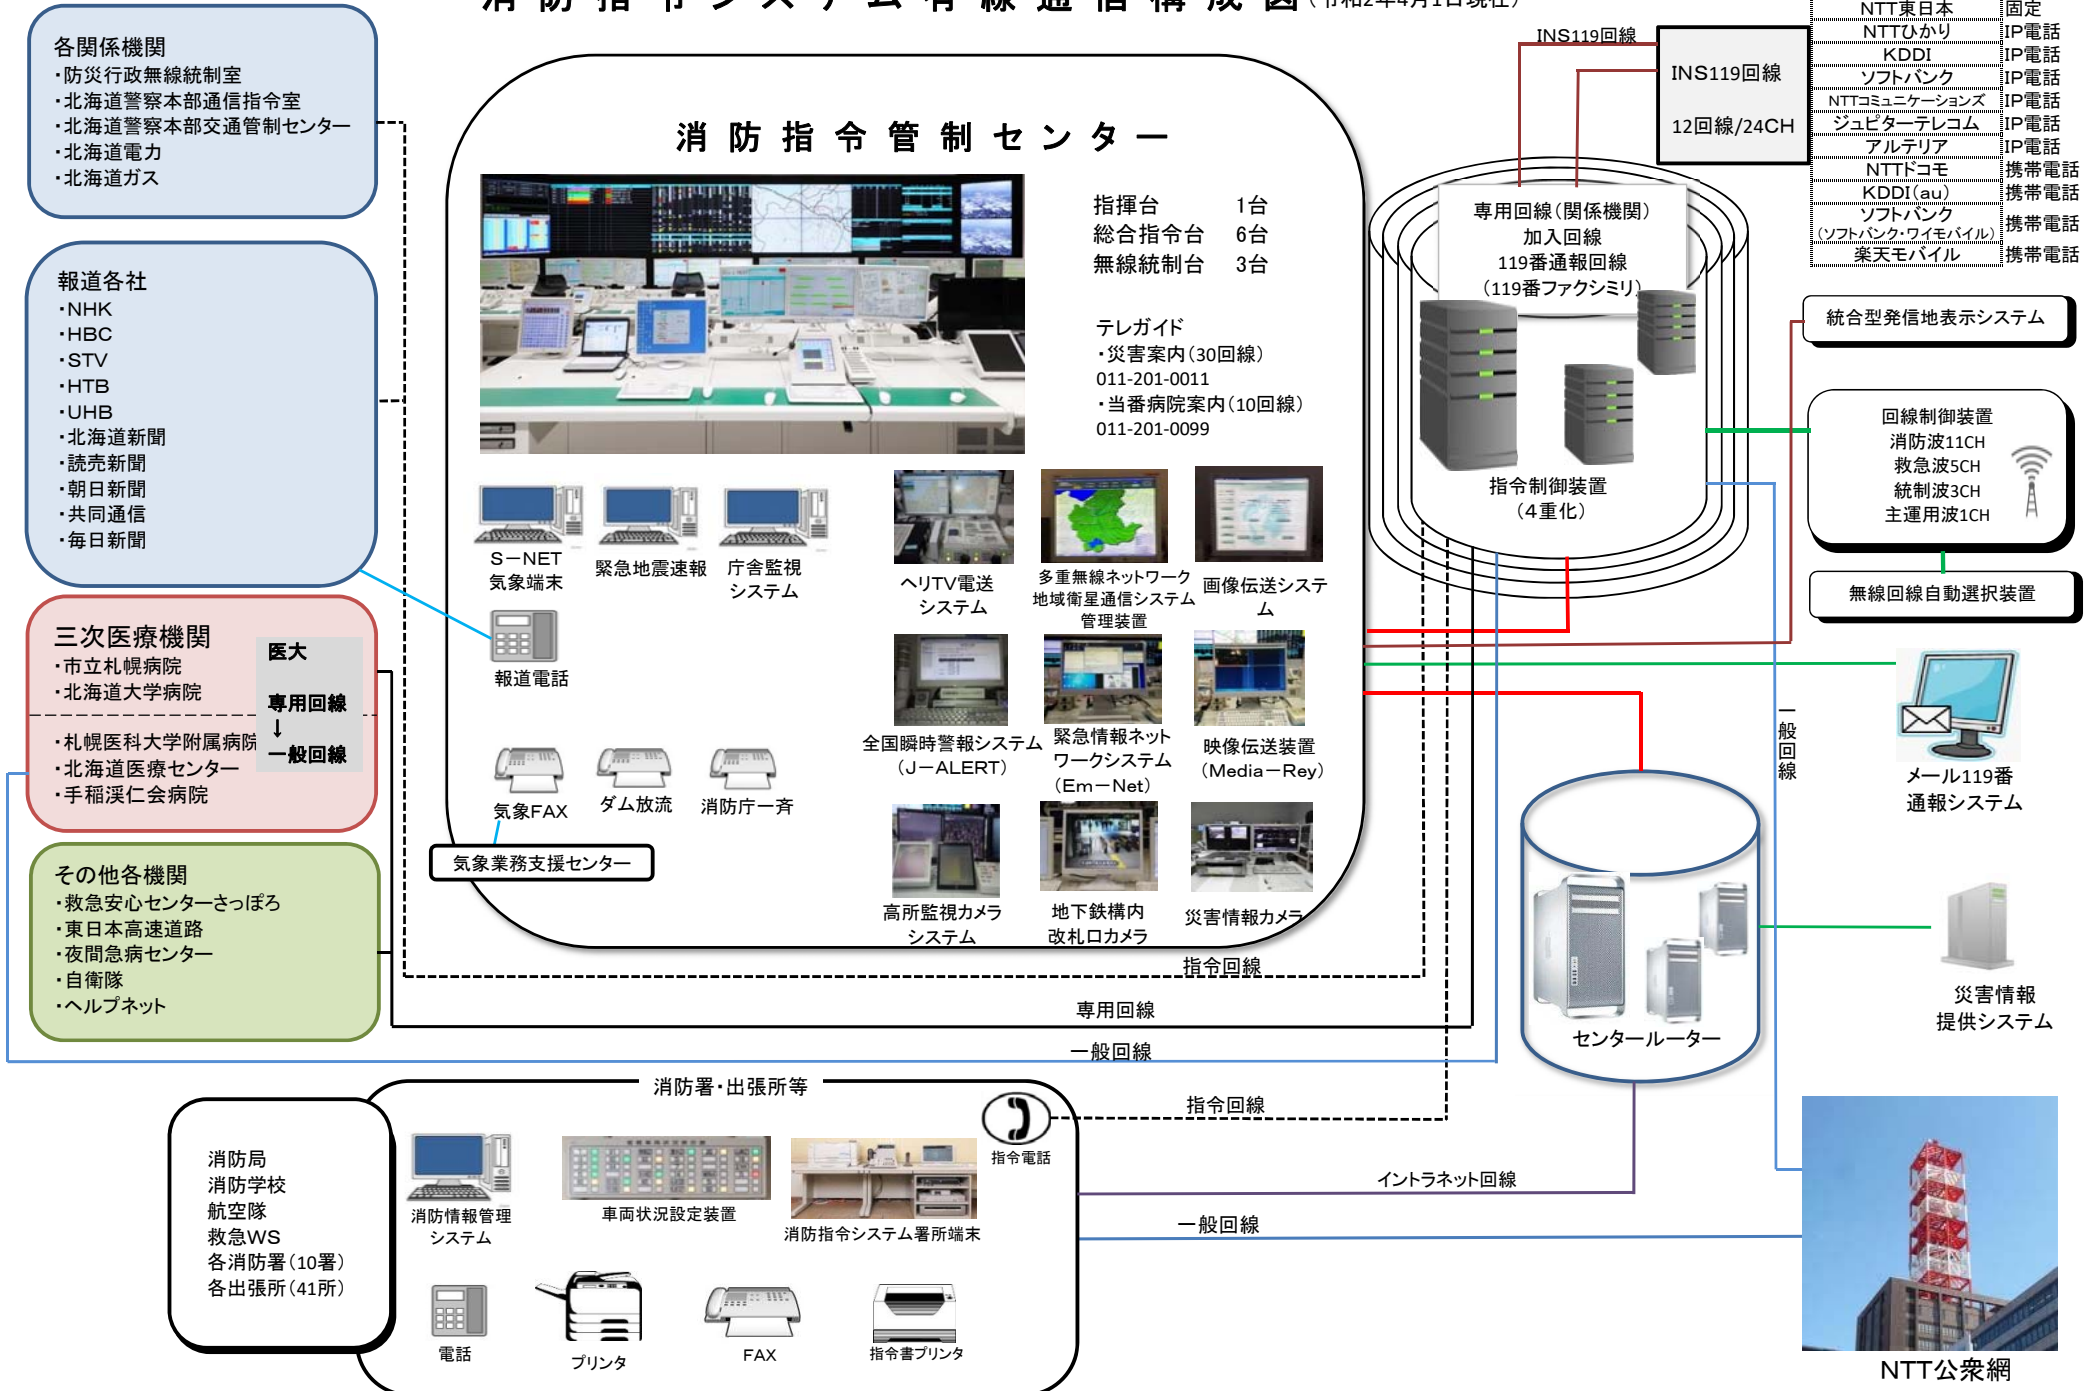 消防指令システム有線通信構成図(令和2年4月1日現在)
各関係機関
・防災行政無線統制室
・北海道警察本部通信指令室
・北海道警察本部交通管制センター
・北海道電力
・北海道ガス
報道各社
・NHK
・HBC
・STV
・HTB
・UHB
・北海道新聞
・読売新聞
・朝日新聞
・共同通信
・毎日新聞
三次医療機関
・市立札幌病院
・北海道大学病院
・札幌医科大学附属病院
・北海道医療センター
・手稲渓仁会病院
医大
専用回線
↓
一般回線
その他各機関
・救急安心センターさっぽろ
・東日本高速道路
・夜間急病センター
・自衛隊
・ヘルプネット
消防指令管制センター
指揮台 1台
総合指令台 6台
無線統制台 3台
テレガイド
・災害案内(30回線)
011-201-0011
・当番病院案内(10回線)
011-201-0099
S-NET
気象端末
緊急地震速報
庁舎監視
システム
ヘリTV電送
システム
多重無線ネットワーク
地域衛星通信システム
管理装置
画像伝送システ
ム
報道電話
全国瞬時警報システム
(J-ALERT)
緊急情報ネット
ワークシステム
(Em-Net)
映像伝送装置
(Media-Rey)
気象FAX
ダム放流
消防庁一斉
気象業務支援センター
高所監視カメラ
システム
地下鉄構内
改札口カメラ
災害情報カメラ
指令回線
専用回線
一般回線
INS119回線
INS119回線
12回線/24CH
NTT東日本 固定
NTTひかり IP電話
KDDI IP電話
ソフトバンク IP電話
NTTコミュニケーションズ IP電話
ジュピターテレコム IP電話
アルテリア IP電話
NTTドコモ 携帯電話
KDDI(au) 携帯電話
ソフトバンク
(ソフトバンク・ワイモバイル) 携帯電話
楽天モバイル 携帯電話
専用回線(関係機関)
加入回線
119番通報回線
(119番ファクシミリ)
指令制御装置
(4重化)
統合型発信地表示システム
回線制御装置
消防波11CH
救急波5CH
統制波3CH
主運用波1CH
無線回線自動選択装置
一般回線
メール119番
通報システム
センタールーター
災害情報
提供システム
NTT公衆網
消防署・出張所等
消防局
消防学校
航空隊
救急WS
各消防署(10署)
各出張所(41所)
消防情報管理
システム
車両状況設定装置
消防指令システム署所端末
指令電話
電話
プリンタ
FAX
指令書プリンタ
指令回線
イントラネット回線
一般回線